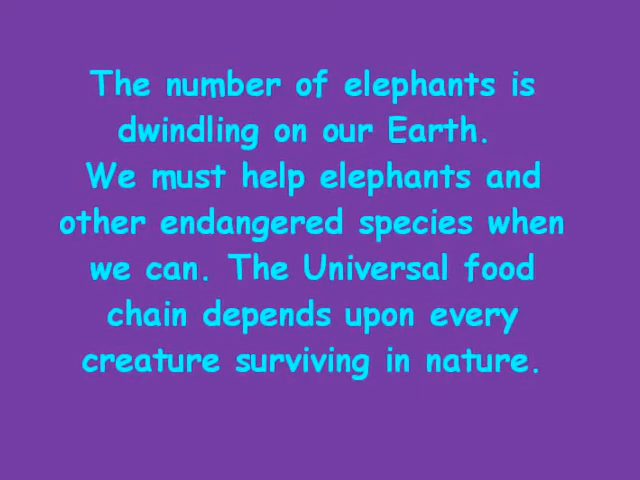 The number of elephants is
dwindling on our Earth.
We must help elephants and
other endangered species when
we can. The Universal food
chain depends upon every
creature surviving in nature.